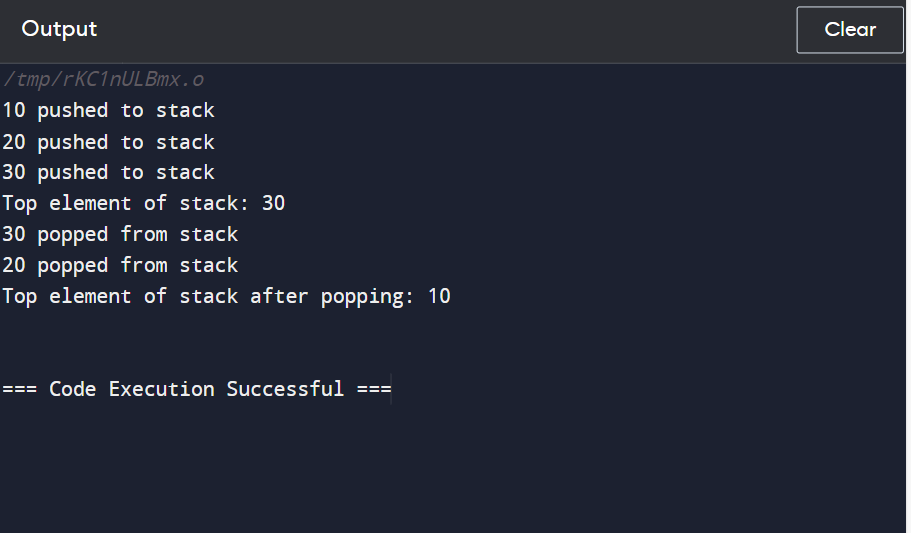 Output
Clear
/tmp/rKC1nULBmx.o
10 pushed to stack
20 pushed to stack
30 pushed to stack
Top element of stack: 30
30 popped from stack
20 popped from stack
Top element of stack after popping: 10
=== Code Execution Successful ===